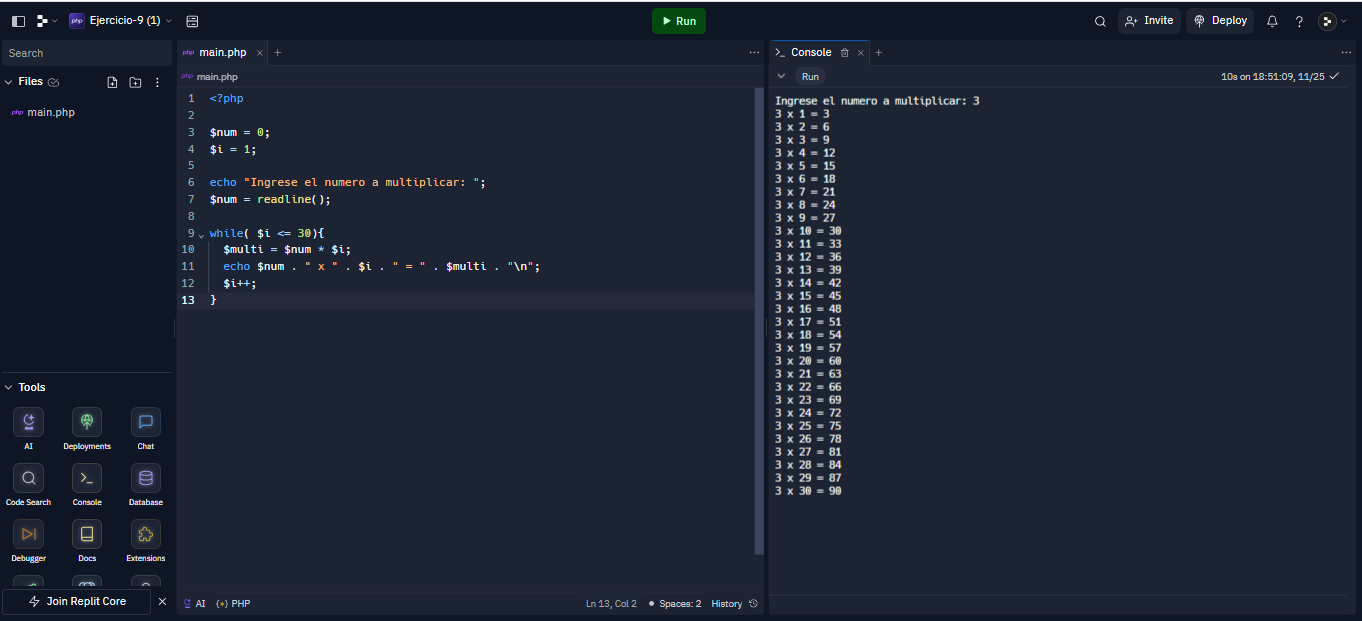 php Ejercicio-9 (1)
Run
Invite
Deploy
Search
Files
php main.php
Tools
AI
Deployments
Chat
Code Search
Console
Database
Debugger
Docs
Extensions
Join Replit Core
php main.php
php main.php
1 <?php
2
3 $num = 0;
4 $i = 1;
5
6 echo "Ingrese el numero a multiplicar: ";
7 $num = readline();
8
9 while( $i <= 30){
10 $multi = $num * $i;
11 echo $num . " x " . $i . " = " . $multi . "\n";
12 $i++;
13 }
AI PHP
Ln 13, Col 2
Spaces: 2
History
Console
Run
10s on 18:51:09, 11/25
Ingrese el numero a multiplicar: 3
3 x 1 = 3
3 x 2 = 6
3 x 3 = 9
3 x 4 = 12
3 x 5 = 15
3 x 6 = 18
3 x 7 = 21
3 x 8 = 24
3 x 9 = 27
3 x 10 = 30
3 x 11 = 33
3 x 12 = 36
3 x 13 = 39
3 x 14 = 42
3 x 15 = 45
3 x 16 = 48
3 x 17 = 51
3 x 18 = 54
3 x 19 = 57
3 x 20 = 60
3 x 21 = 63
3 x 22 = 66
3 x 23 = 69
3 x 24 = 72
3 x 25 = 75
3 x 26 = 78
3 x 27 = 81
3 x 28 = 84
3 x 29 = 87
3 x 30 = 90